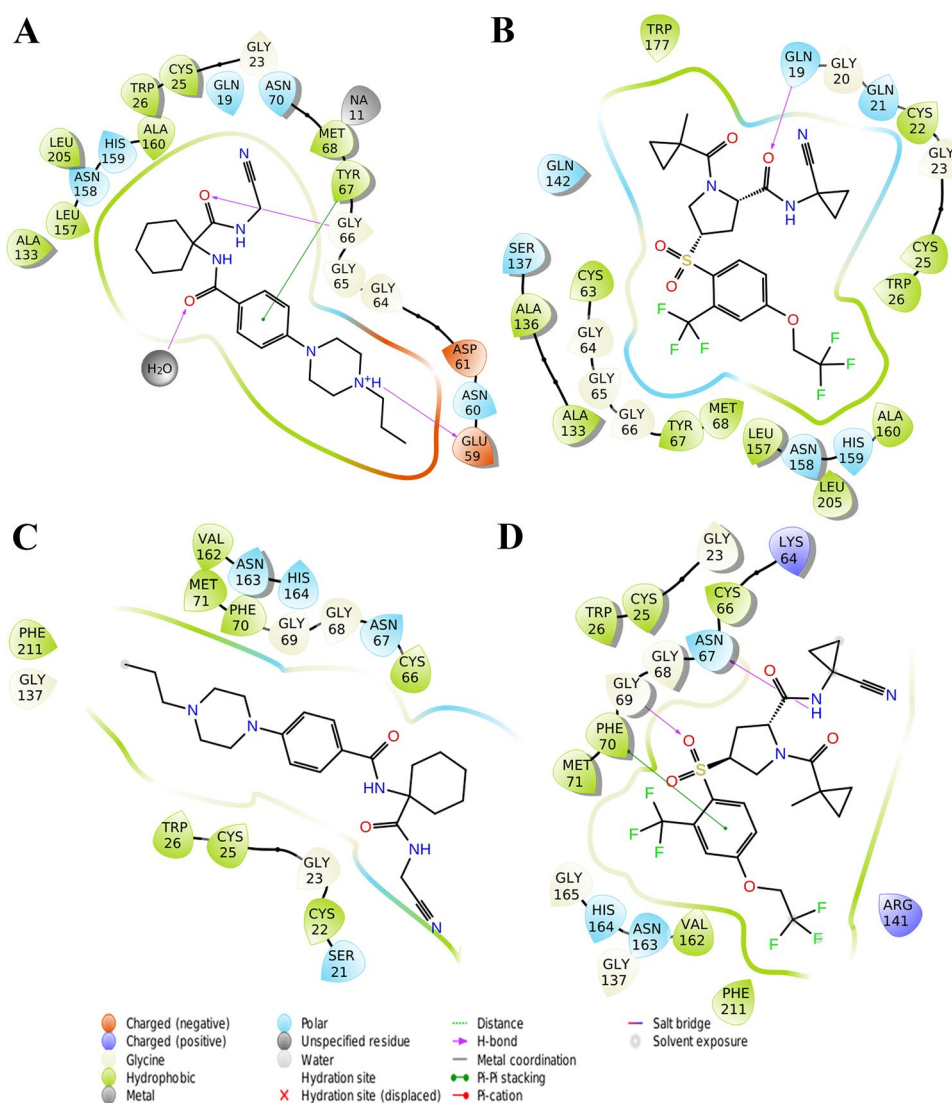 A
GLY 23
CYS 25
TRP 26
GLN 19
ASN 70
NA 11
MET 68
ALA 160
HIS 159
LEU 205
ASN 158
LEU 157
ALA 133
TYR 67
GLY 66
GLY 65
GLY 64
ASP 61
ASN 60
GLU 59
H₂O
N
O
NH
NH
O
N
N⁺H
B
TRP 177
GLN 19
GLY 20
GLN 21
CYS 22
GLY 23
CYS 25
TRP 26
GLN 142
SER 137
ALA 136
ALA 133
CYS 63
GLY 64
GLY 65
GLY 66
TYR 67
MET 68
LEU 157
ASN 158
HIS 159
ALA 160
LEU 205
O
O
N
N
NH
O
S
O
F
F
F
O
F
F
F
C
VAL 162
ASN 163
HIS 164
MET 71
PHE 70
GLY 69
GLY 68
ASN 67
CYS 66
PHE 211
GLY 137
TRP 26
CYS 25
GLY 23
CYS 22
SER 21
N
N
O
NH
O
NH
N
D
GLY 23
LYS 64
CYS 66
CYS 25
TRP 26
ASN 67
GLY 68
GLY 69
PHE 70
MET 71
GLY 165
HIS 164
ASN 163
VAL 162
GLY 137
PHE 211
ARG 141
O
N
H
N
O
N
O
O
S
F
F
F
O
F
F
F
Charged (negative)
Charged (positive)
Glycine
Hydrophobic
Metal
Polar
Unspecified residue
Water
Hydration site
Hydration site (displaced)
Distance
H-bond
Metal coordination
Pi-Pi stacking
Pi-cation
Salt bridge
Solvent exposure